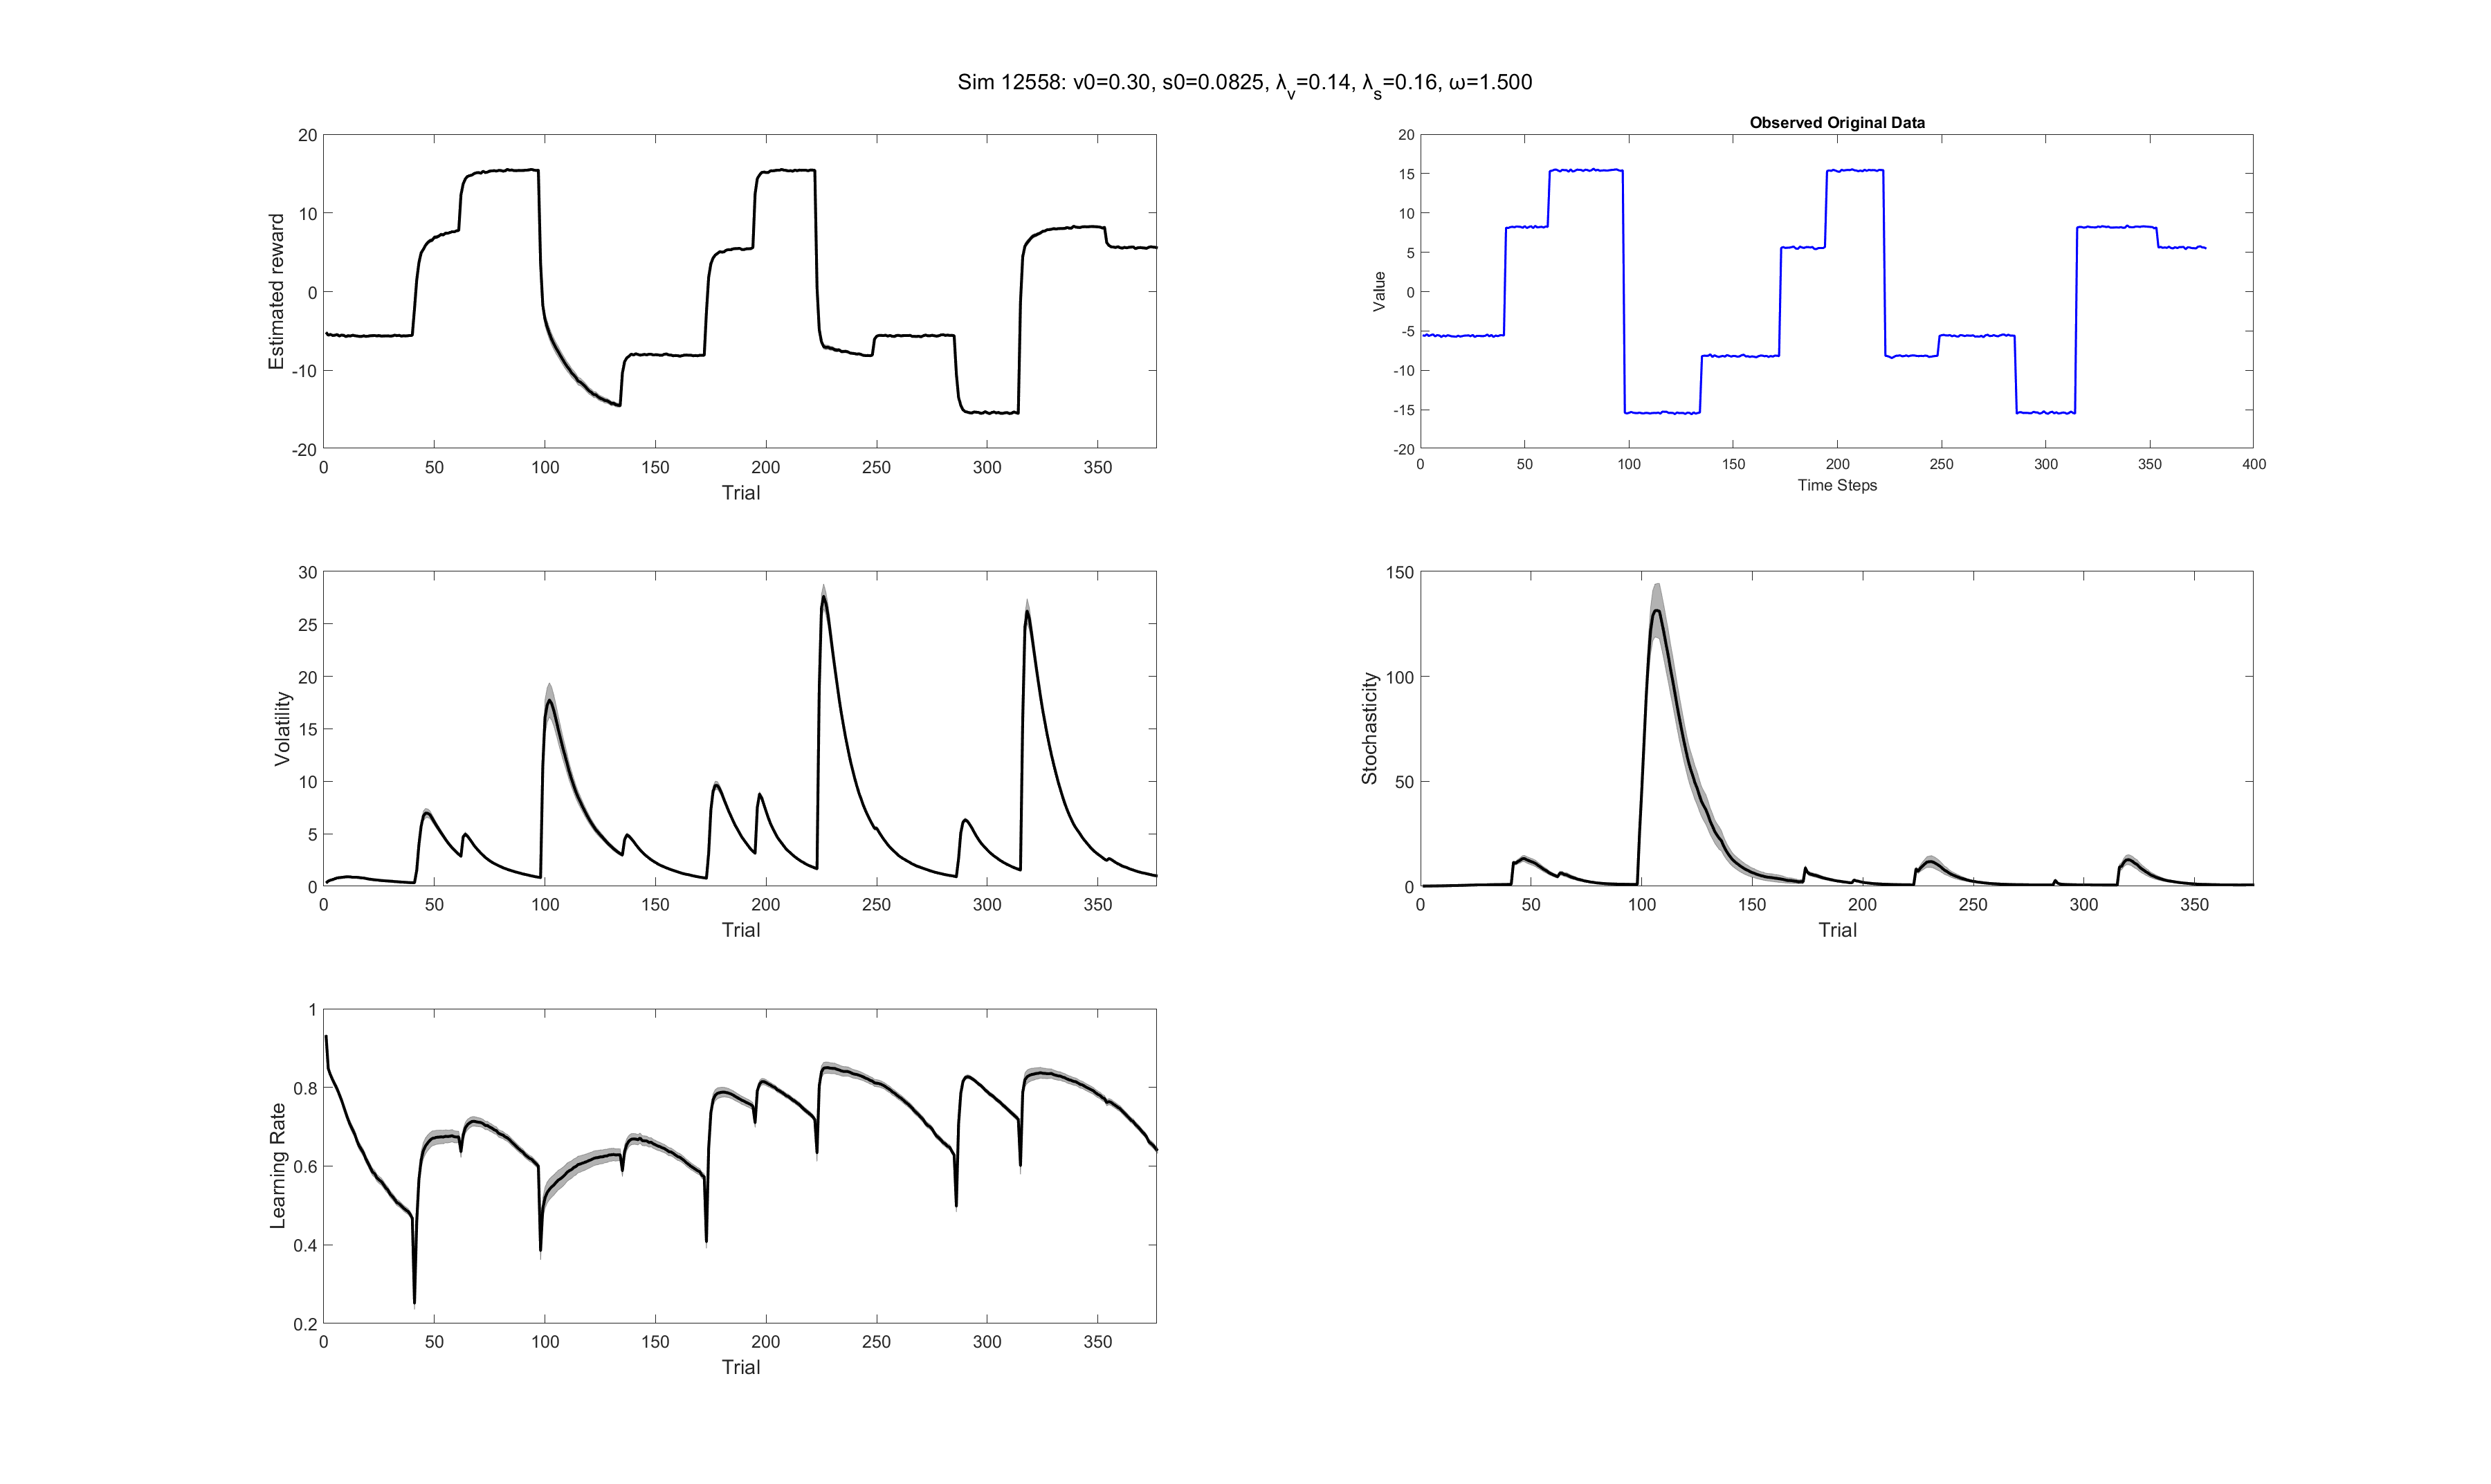 Sim 12558: v0=0.30, s0=0.0825, λv=0.14, λs=0.16, ω=1.500
Estimated reward
20
10
0
-10
-20
0 50 100 150 200 250 300 350
Trial
Observed Original Data
Value
20
15
10
5
0
-5
-10
-15
-20
0 50 100 150 200 250 300 350 400
Time Steps
Volatility
30
25
20
15
10
5
0
0 50 100 150 200 250 300 350
Trial
Stochasticity
150
100
50
0
0 50 100 150 200 250 300 350
Trial
Learning Rate
1
0.8
0.6
0.4
0.2
0 50 100 150 200 250 300 350
Trial